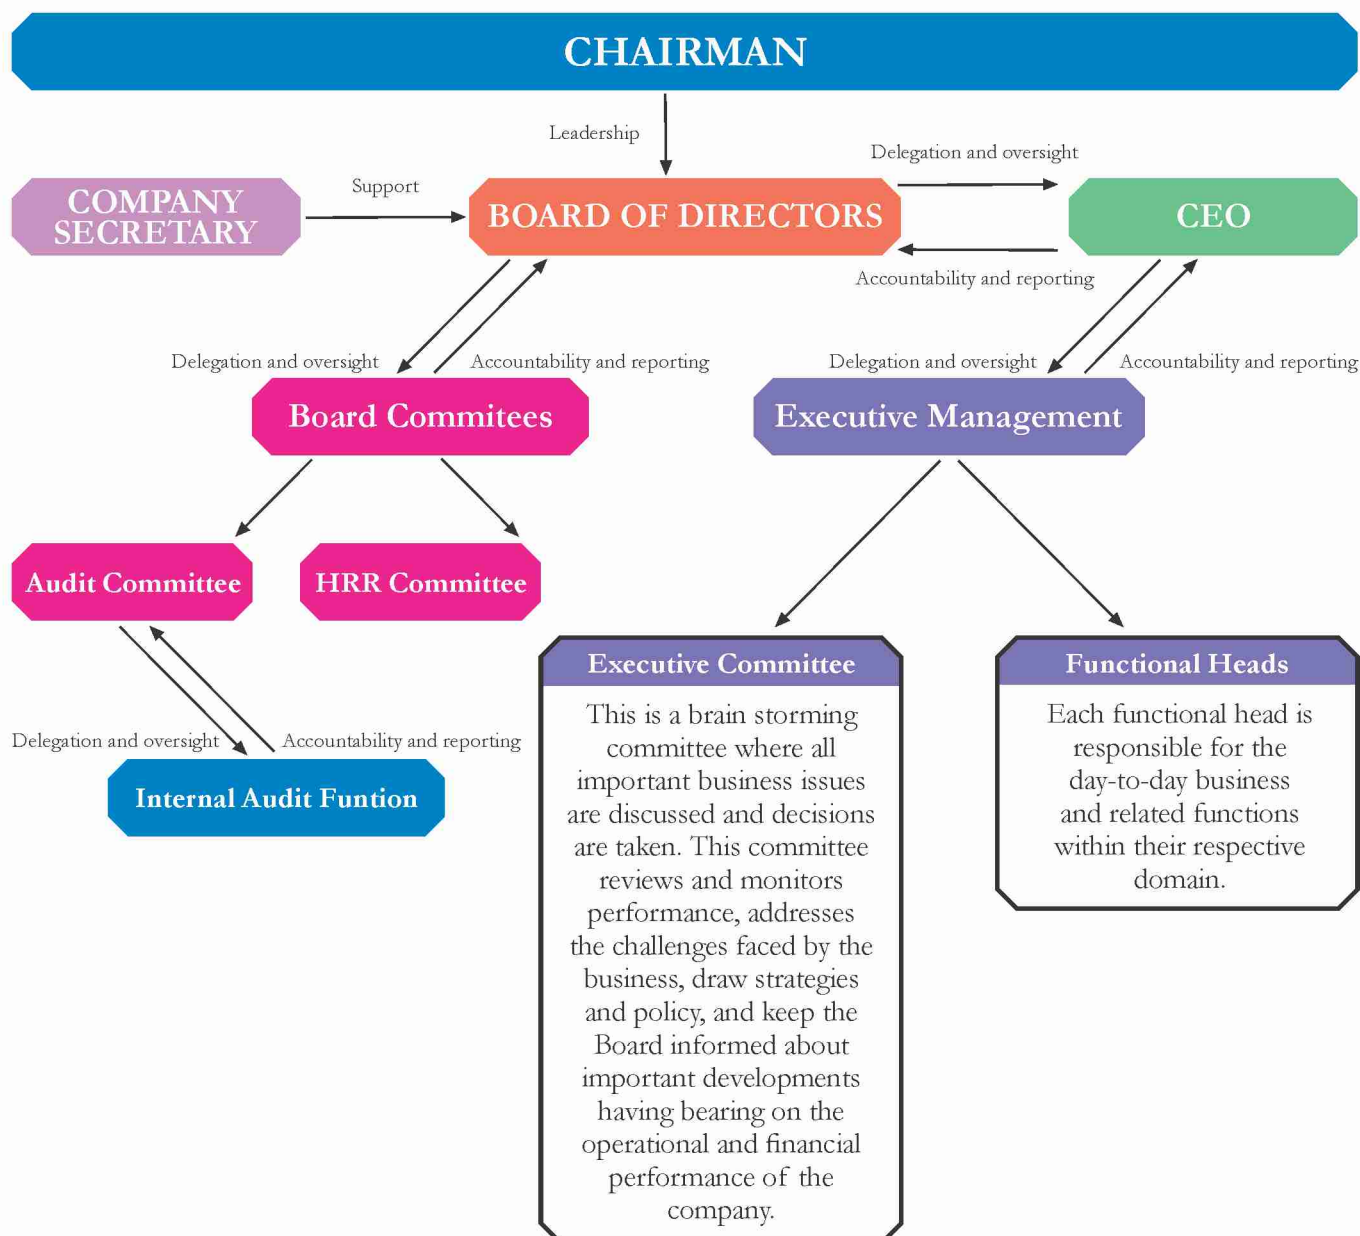 CHAIRMAN
Leadership
Delegation and oversight
COMPANY
SECRETARY
Support
BOARD OF DIRECTORS
CEO
Accountability and reporting
Delegation and oversight
Accountability and reporting
Delegation and oversight
Accountability and reporting
Board Commitees
Executive Management
Audit Committee
HRR Committee
Delegation and oversight
Accountability and reporting
Internal Audit Funtion
Executive Committee
This is a brain storming
committee where all
important business issues
are discussed and decisions
are taken. This committee
reviews and monitors
performance, addresses
the challenges faced by the
business, draw strategies
and policy, and keep the
Board informed about
important developments
having bearing on the
operational and financial
performance of the
company.
Functional Heads
Each functional head is
responsible for the
day-to-day business
and related functions
within their respective
domain.